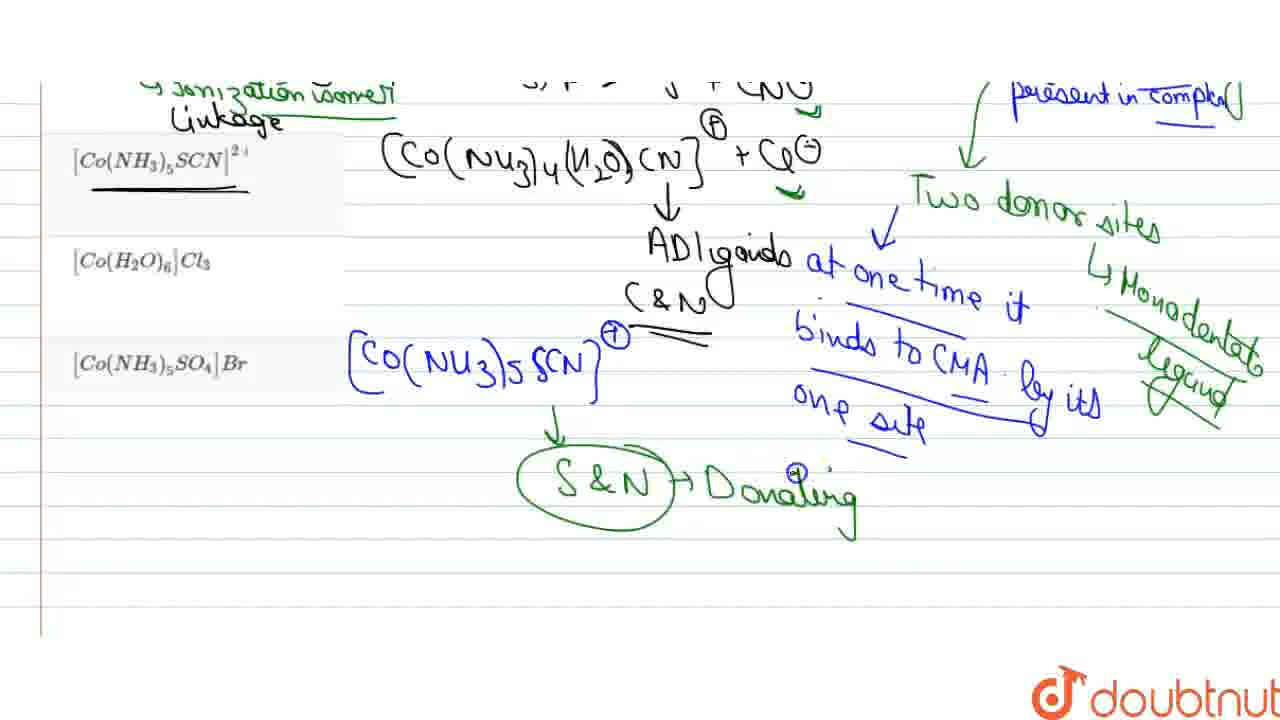 ↳ Ionization isomer
Linkage
+ CN⊖
present in complex
[Co(NH3)5SCN]²⁺
[Co(NH3)4(H2O)CN]⊕ + Cl⊖
↓
AD ligands
C & N
Two donor sites
↳ Monodentate
ligand
at one time it
binds to CMA by its
one site
[Co(H2O)6]Cl3
[Co(NH3)5SO4]Br
[Co(NH3)5SCN]⊕
↓
S & N → Donating
doubtnut